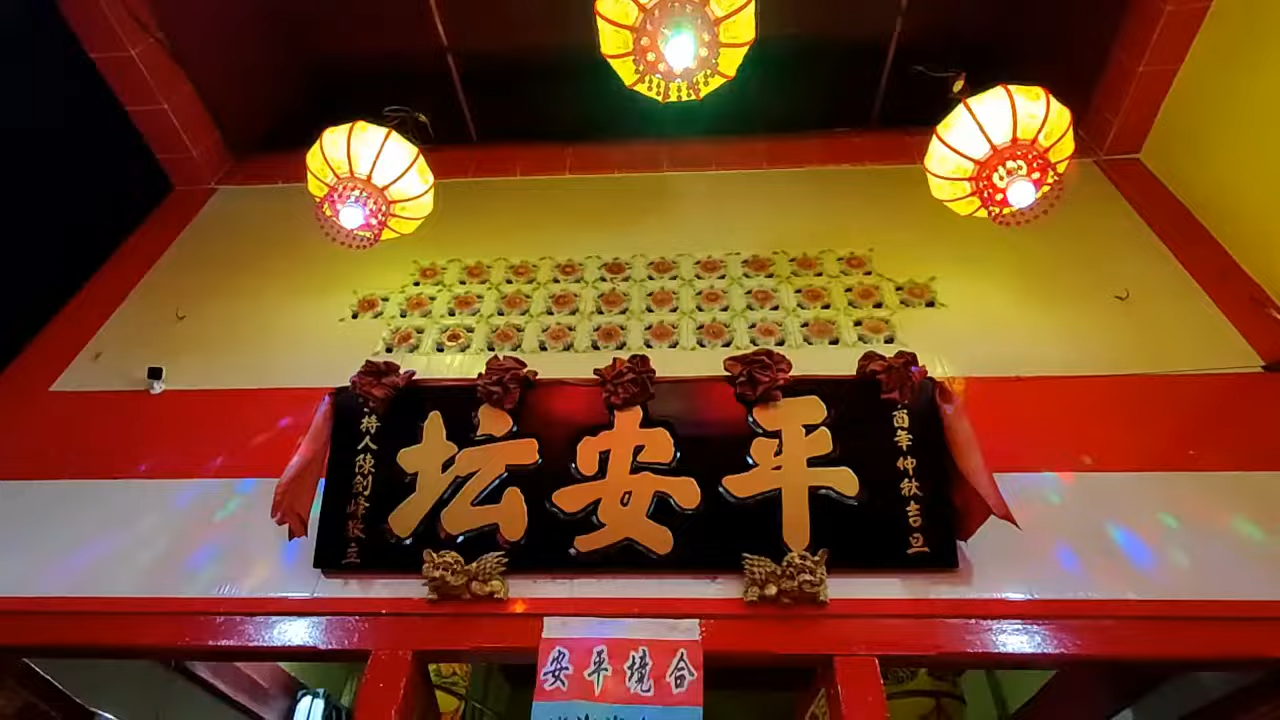 平安坛
酉年仲秋吉旦
持人陳劍峰敬立
合境平安